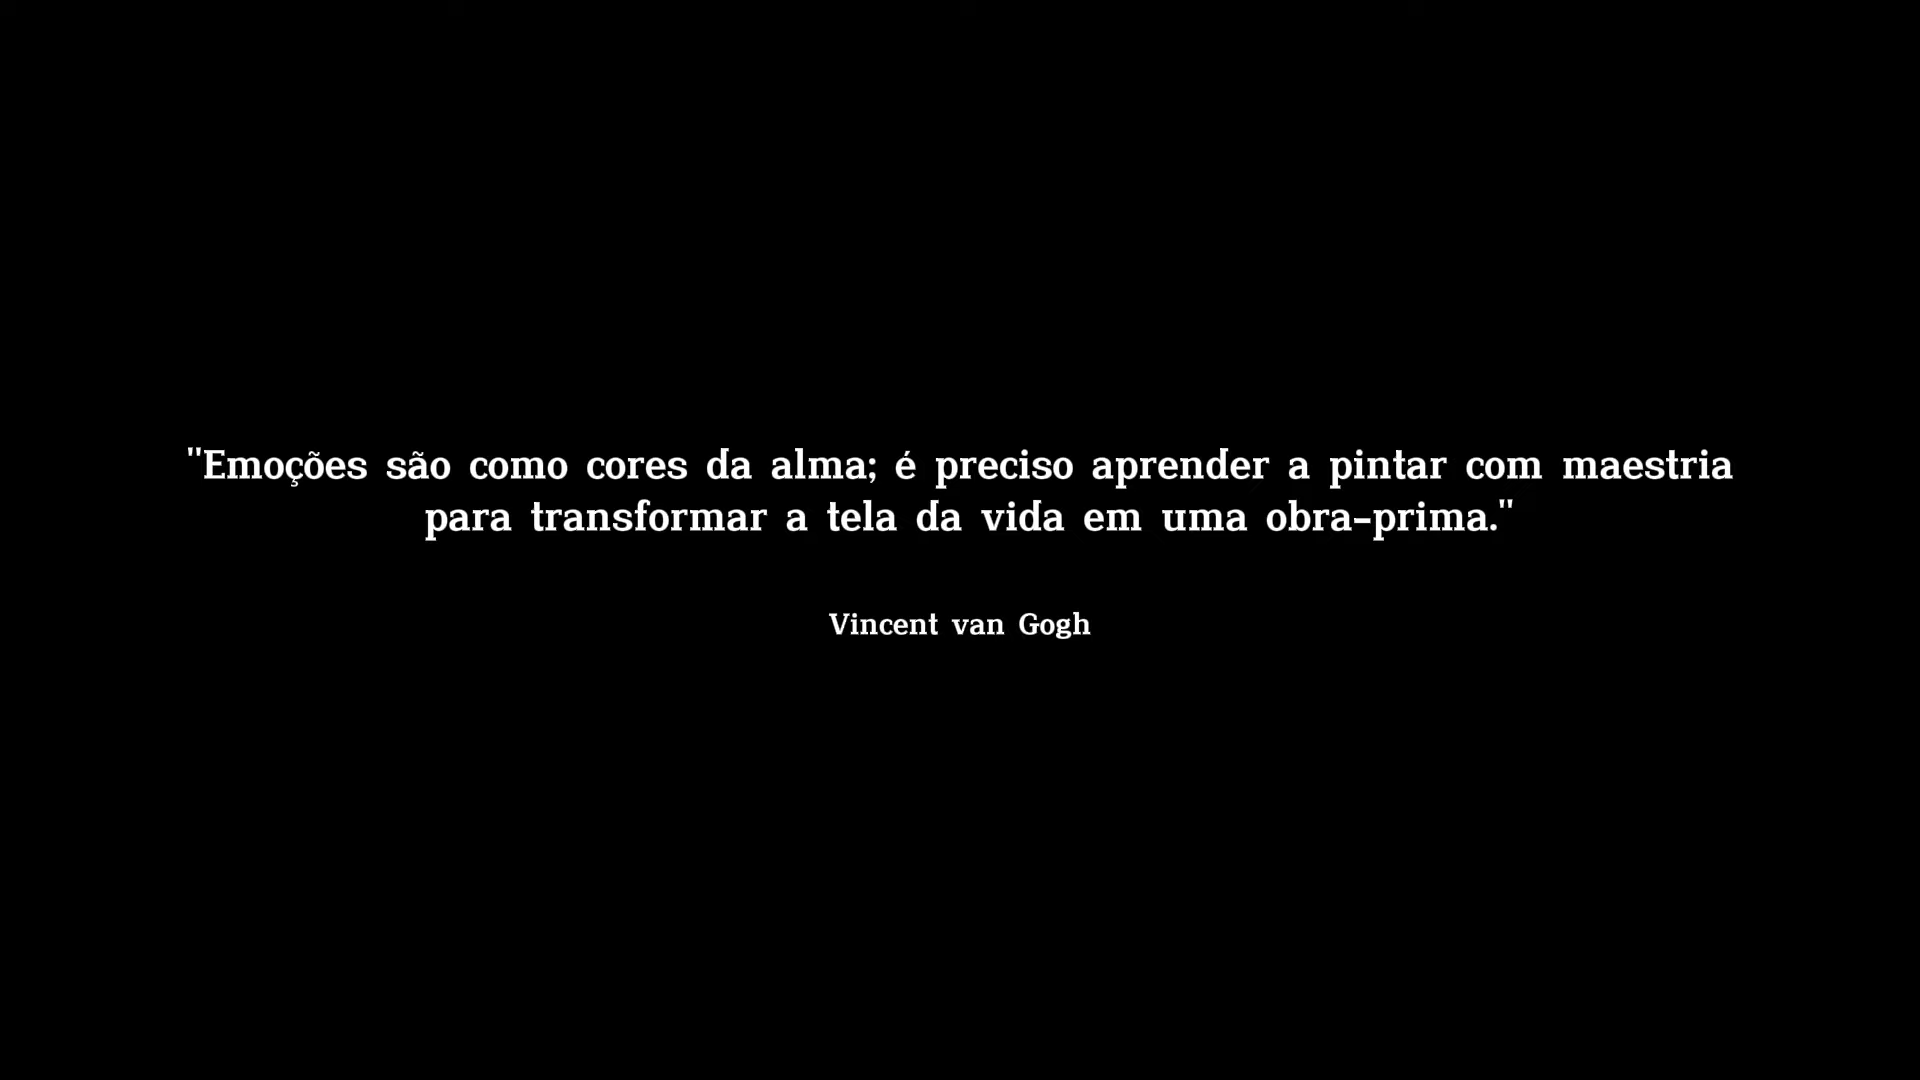 "Emoções são como cores da alma; é preciso aprender a pintar com maestria
para transformar a tela da vida em uma obra-prima."
Vincent van Gogh